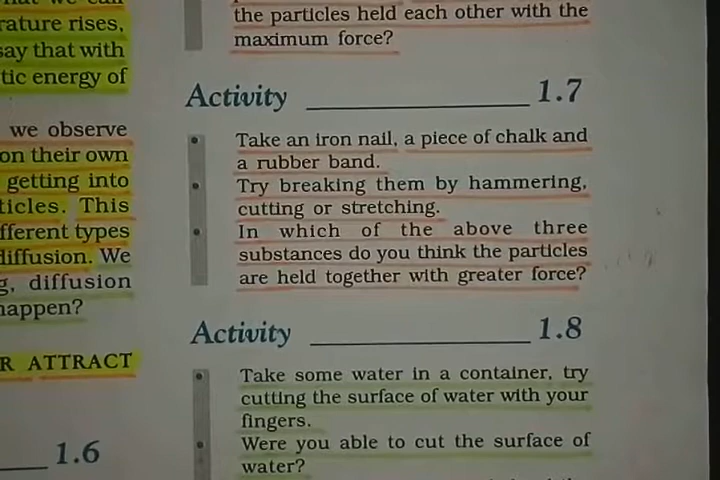 rature rises,
say that with
tic energy of
we observe
on their own
getting into
ticles. This
fferent types
diffusion. We
g, diffusion
happen?
R ATTRACT
1.6
the particles held each other with the
maximum force?
Activity 1.7
• Take an iron nail, a piece of chalk and
a rubber band.
• Try breaking them by hammering,
cutting or stretching.
• In which of the above three
substances do you think the particles
are held together with greater force?
Activity 1.8
• Take some water in a container, try
cutting the surface of water with your
fingers.
• Were you able to cut the surface of
water?